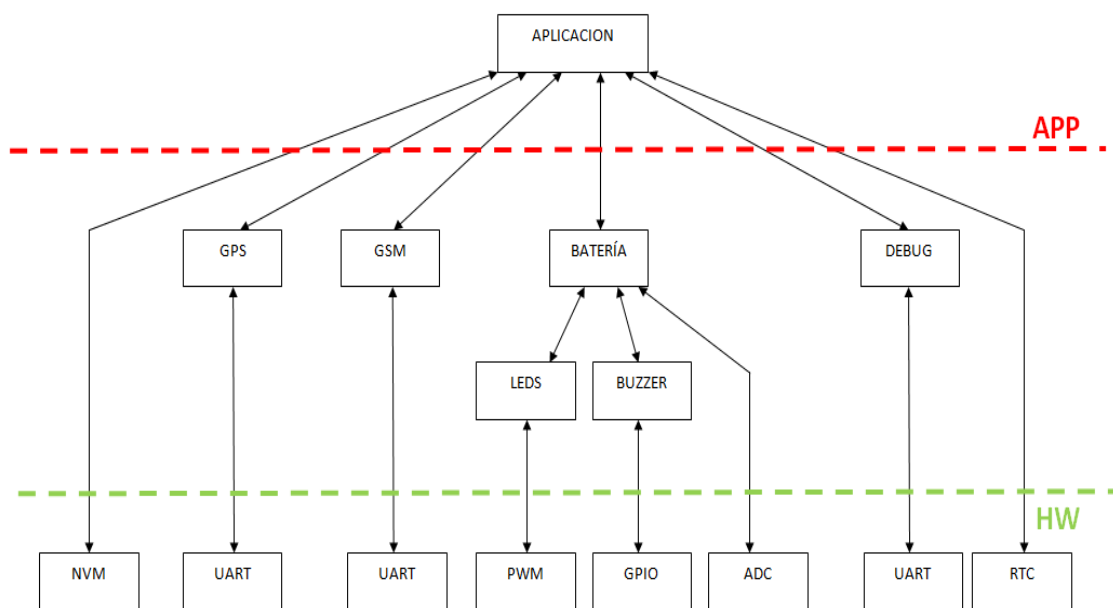 APLICACION
APP
GPS
GSM
BATERÍA
DEBUG
LEDS
BUZZER
HW
NVM
UART
UART
PWM
GPIO
ADC
UART
RTC